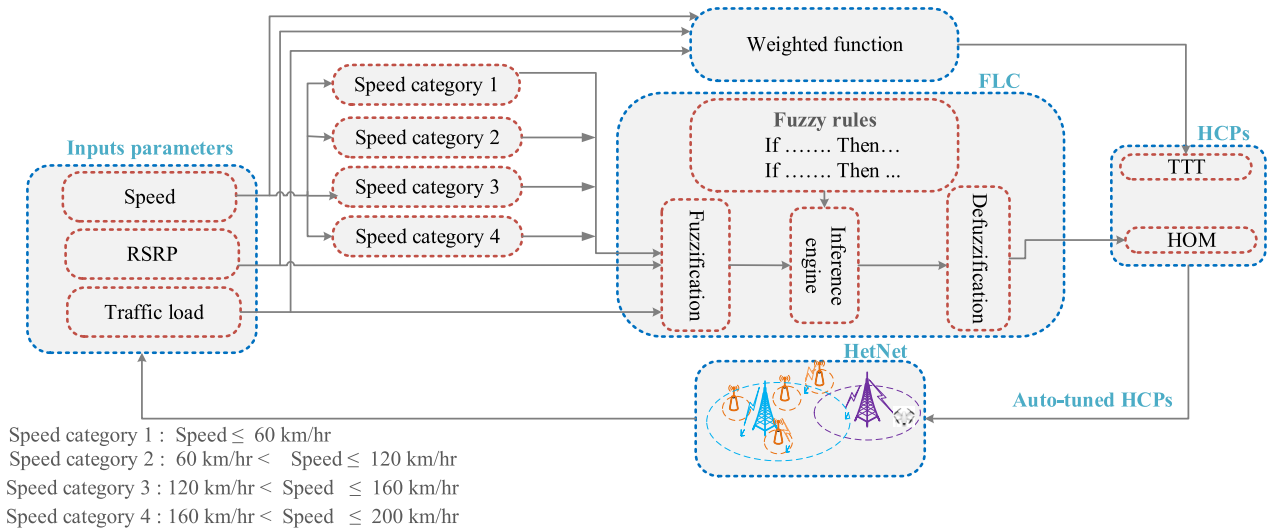 Weighted function
Speed category 1
Speed category 2
Speed category 3
Speed category 4
FLC
Fuzzy rules
If ……. Then…
If ……. Then ...
HCPs
TTT
HOM
Inputs parameters
Speed
RSRP
Traffic load
Fuzzification
Inference
engine
Defuzzification
HetNet
Auto-tuned HCPs
Speed category 1 : Speed ≤ 60 km/hr
Speed category 2 : 60 km/hr < Speed ≤ 120 km/hr
Speed category 3 : 120 km/hr < Speed ≤ 160 km/hr
Speed category 4 : 160 km/hr < Speed ≤ 200 km/hr